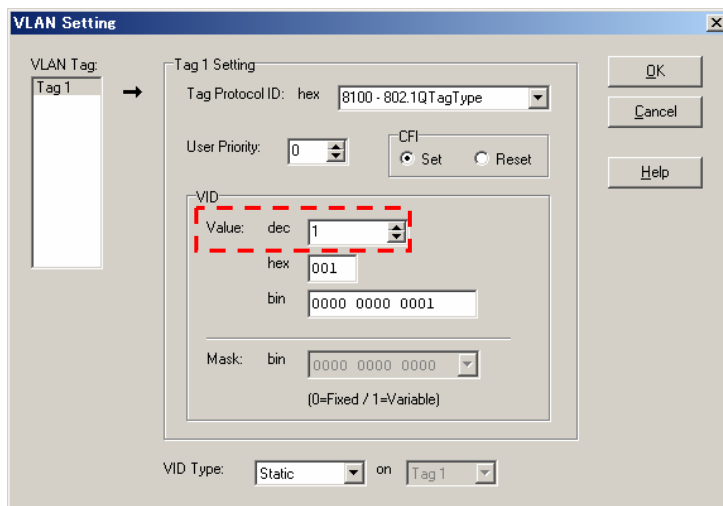 VLAN Setting
VLAN Tag:
Tag 1
Tag 1 Setting
Tag Protocol ID: hex 8100 - 802.1QTagType
User Priority: 0
CFI
Set Reset
VID
Value: dec 1
hex 001
bin 0000 0000 0001
Mask: bin 0000 0000 0000
(0=Fixed / 1=Variable)
VID Type: Static on Tag 1
OK
Cancel
Help